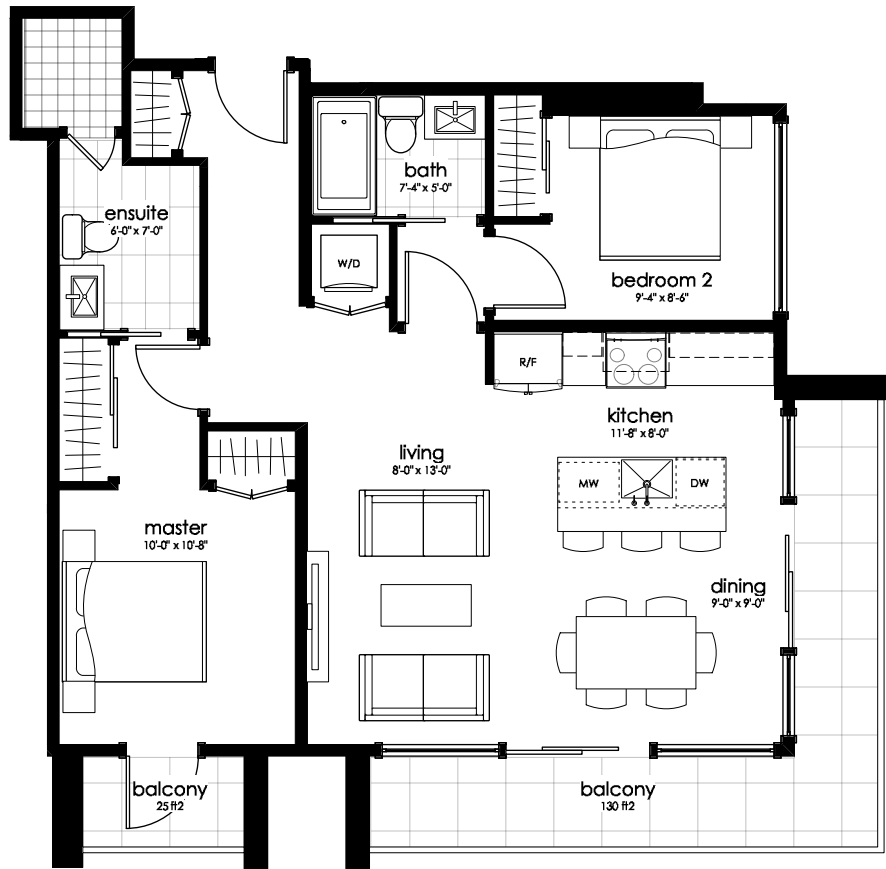 bath
7'-4" x 5'-0"
ensuite
6'-0" x 7'-0"
W/D
bedroom 2
9'-4" x 8'-6"
R/F
kitchen
11'-8" x 8'-0"
living
8'-0" x 13'-0"
MW
DW
master
10'-0" x 10'-8"
dining
9'-0" x 9'-0"
balcony
25 ft2
balcony
130 ft2